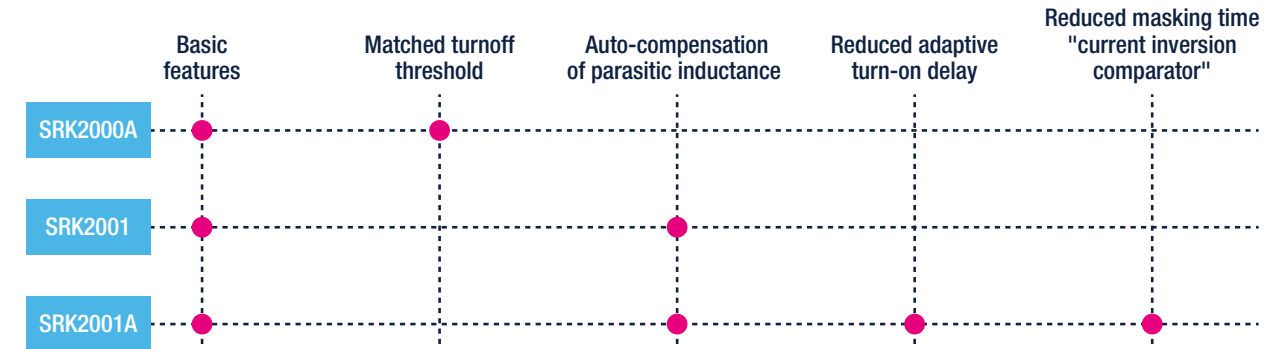 Basic
features
Matched turnoff
threshold
Auto-compensation
of parasitic inductance
Reduced adaptive
turn-on delay
Reduced masking time
"current inversion
comparator"
SRK2000A
SRK2001
SRK2001A